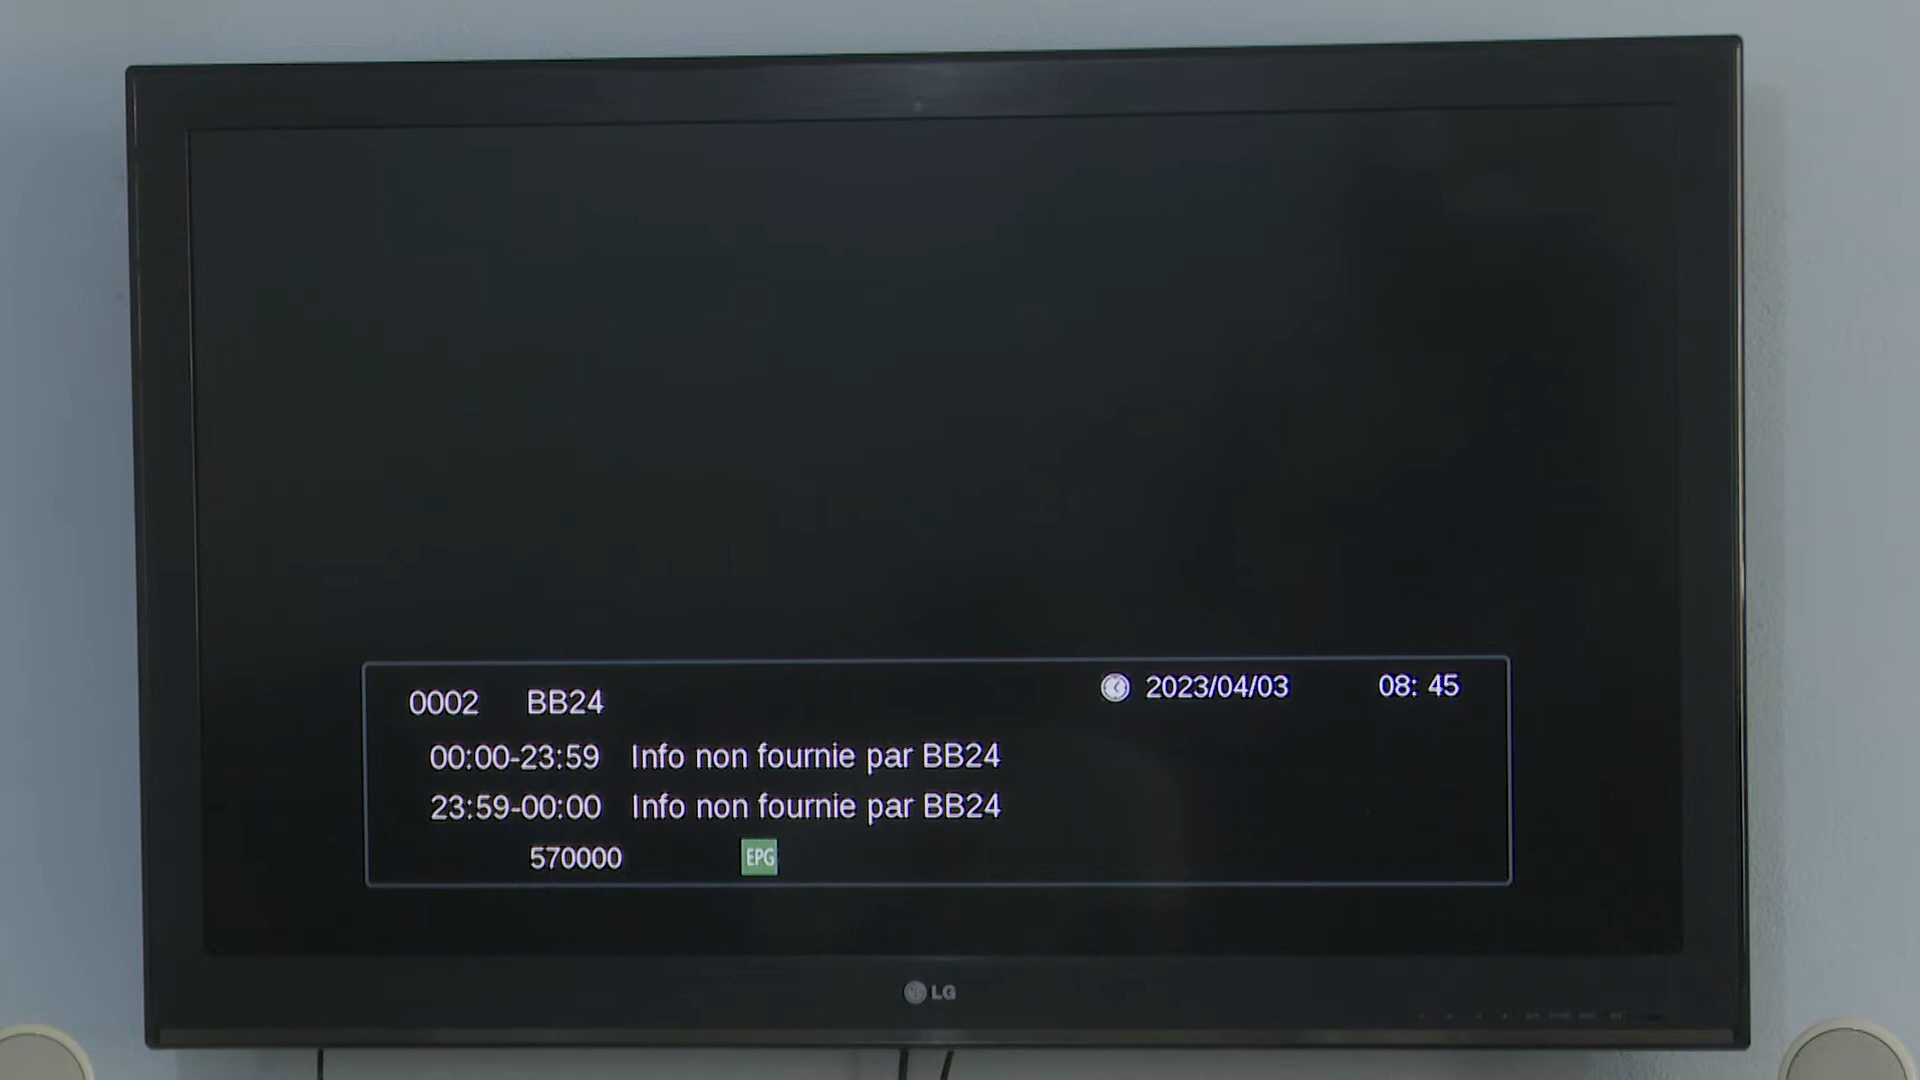 0002 BB24 2023/04/03 08: 45
00:00-23:59 Info non fournie par BB24
23:59-00:00 Info non fournie par BB24
570000 EPG
LG